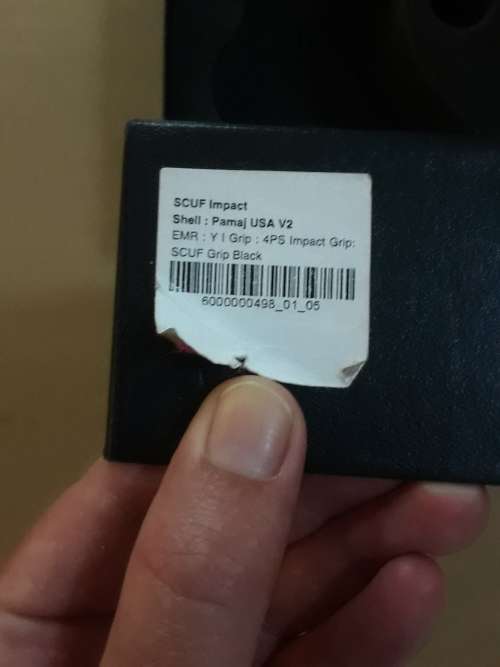 SCUF Impact
Shell : Pamaj USA V2
EMR : Y I Grip : 4PS Impact Grip:
SCUF Grip Black
6000000498_01_05